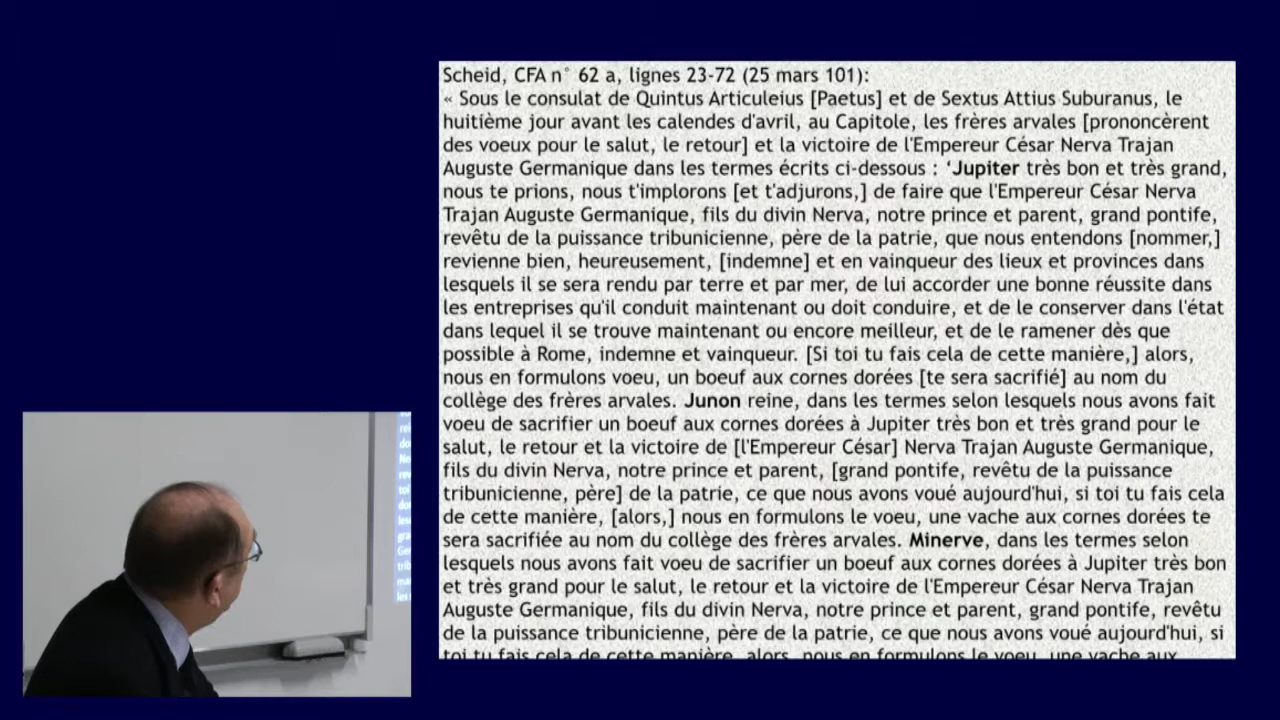 Scheid, CFA n° 62 a, lignes 23-72 (25 mars 101):
« Sous le consulat de Quintus Articuleius [Paetus] et de Sextus Attius Suburanus, le
huitième jour avant les calendes d'avril, au Capitole, les frères arvales [prononcèrent
des voeux pour le salut, le retour] et la victoire de l'Empereur César Nerva Trajan
Auguste Germanique dans les termes écrits ci-dessous : ‘Jupiter très bon et très grand,
nous te prions, nous t'implorons [et t'adjurons,] de faire que l'Empereur César Nerva
Trajan Auguste Germanique, fils du divin Nerva, notre prince et parent, grand pontife,
revêtu de la puissance tribunicienne, père de la patrie, que nous entendons [nommer,]
revienne bien, heureusement, [indemne] et en vainqueur des lieux et provinces dans
lesquels il se sera rendu par terre et par mer, de lui accorder une bonne réussite dans
les entreprises qu'il conduit maintenant ou doit conduire, et de le conserver dans l'état
dans lequel il se trouve maintenant ou encore meilleur, et de le ramener dès que
possible à Rome, indemne et vainqueur. [Si toi tu fais cela de cette manière,] alors,
nous en formulons voeu, un boeuf aux cornes dorées [te sera sacrifié] au nom du
collège des frères arvales. Junon reine, dans les termes selon lesquels nous avons fait
voeu de sacrifier un boeuf aux cornes dorées à Jupiter très bon et très grand pour le
salut, le retour et la victoire de [l'Empereur César] Nerva Trajan Auguste Germanique,
fils du divin Nerva, notre prince et parent, [grand pontife, revêtu de la puissance
tribunicienne, père] de la patrie, ce que nous avons voué aujourd'hui, si toi tu fais cela
de cette manière, [alors,] nous en formulons le voeu, une vache aux cornes dorées te
sera sacrifiée au nom du collège des frères arvales. Minerve, dans les termes selon
lesquels nous avons fait voeu de sacrifier un boeuf aux cornes dorées à Jupiter très bon
et très grand pour le salut, le retour et la victoire de l'Empereur César Nerva Trajan
Auguste Germanique, fils du divin Nerva, notre prince et parent, grand pontife, revêtu
de la puissance tribunicienne, père de la patrie, ce que nous avons voué aujourd'hui, si
toi tu fais cela de cette manière, alors, nous en formulons le voeu, une vache aux